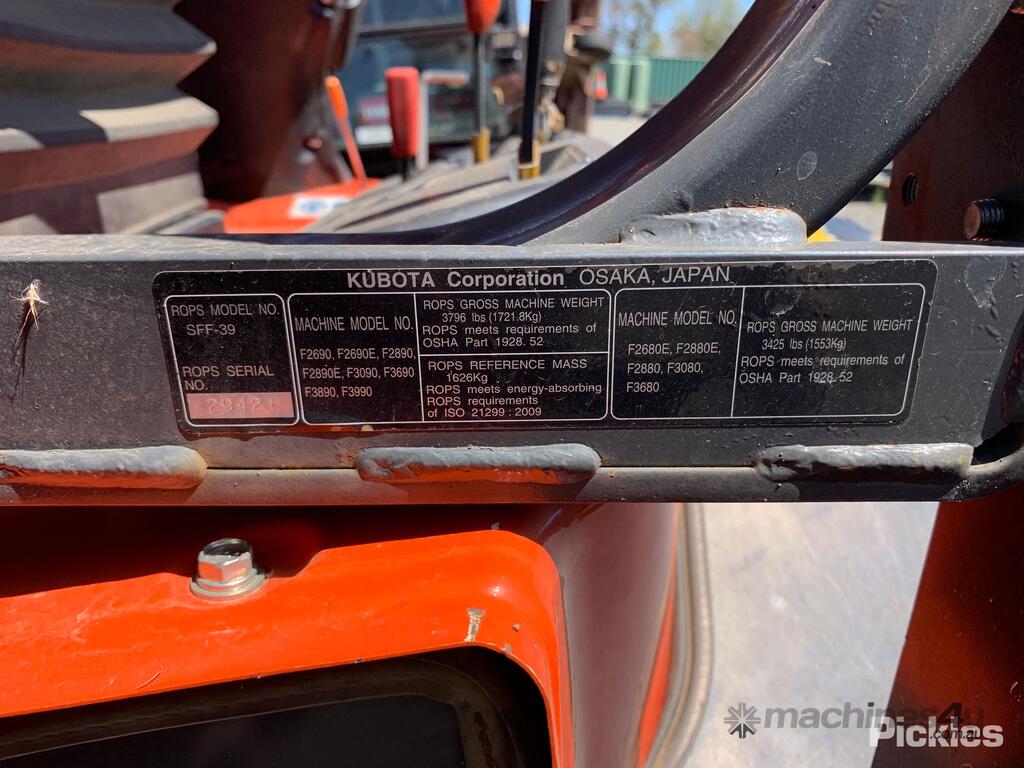 KUBOTA Corporation OSAKA, JAPAN
ROPS MODEL NO.
SFF-39
ROPS SERIAL
NO.
29421
MACHINE MODEL NO.
F2690, F2690E, F2890,
F2890E, F3090, F3690
F3890, F3990
ROPS GROSS MACHINE WEIGHT
3796 lbs (1721.8Kg)
ROPS meets requirements of
OSHA Part 1928. 52
ROPS REFERENCE MASS
1626Kg
ROPS meets energy-absorbing
ROPS requirements
of ISO 21299 : 2009
MACHINE MODEL NO.
F2680E, F2880E,
F2880, F3080,
F3680
ROPS GROSS MACHINE WEIGHT
3425 lbs (1553Kg)
ROPS meets requirements of
OSHA Part 1928. 52
machines4u
.com.au
Pickles